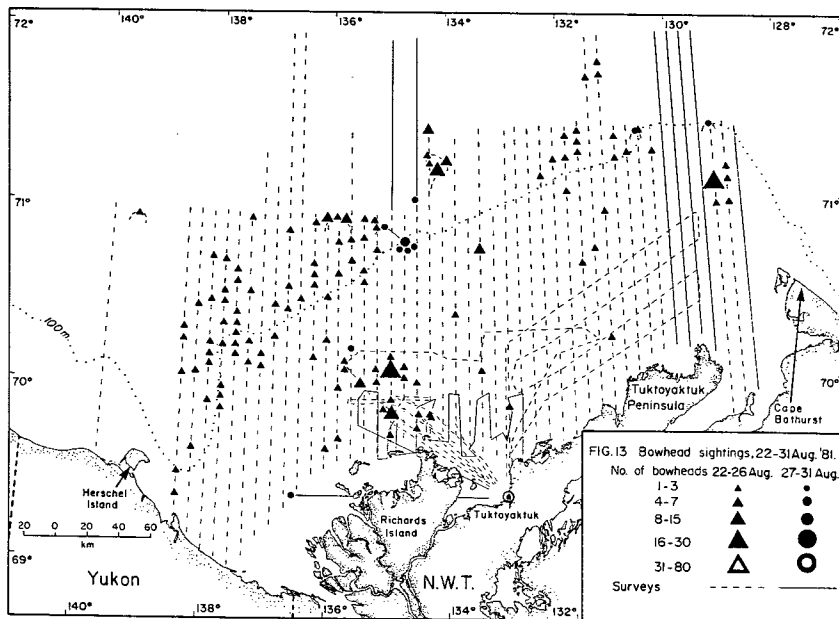 72° 140° 138° 136° 134° 132° 130° 128° 72°
71° 71°
100m.
70° 70°
Tuktoyaktuk
Peninsula
Cape
Bathurst
Herschel
Island
20 0 20 40 60
km
69°
Richards
Island
Tuktoyaktuk
Yukon N.W.T.
140° 138° 136° 134° 132°
FIG.13 Bowhead sightings, 22-31 Aug. '81.
No. of bowheads 22-26 Aug. 27-31 Aug.
1-3
4-7
8-15
16-30
31-80
Surveys